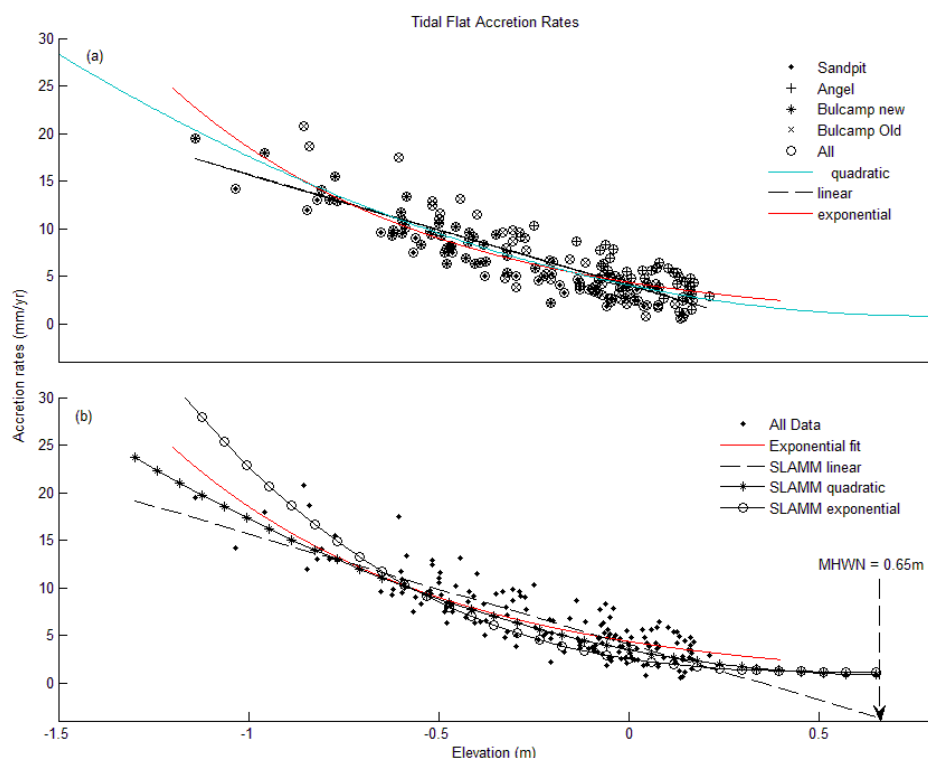 Tidal Flat Accretion Rates
(a)
30
25
20
15
10
5
0
Sandpit
Angel
Bulcamp new
Bulcamp Old
All
quadratic
linear
exponential
Accretion rates (mm/yr)
(b)
30
25
20
15
10
5
0
All Data
Exponential fit
SLAMM linear
SLAMM quadratic
SLAMM exponential
MHWN = 0.65m
-1.5 -1 -0.5 0 0.5
Elevation (m)